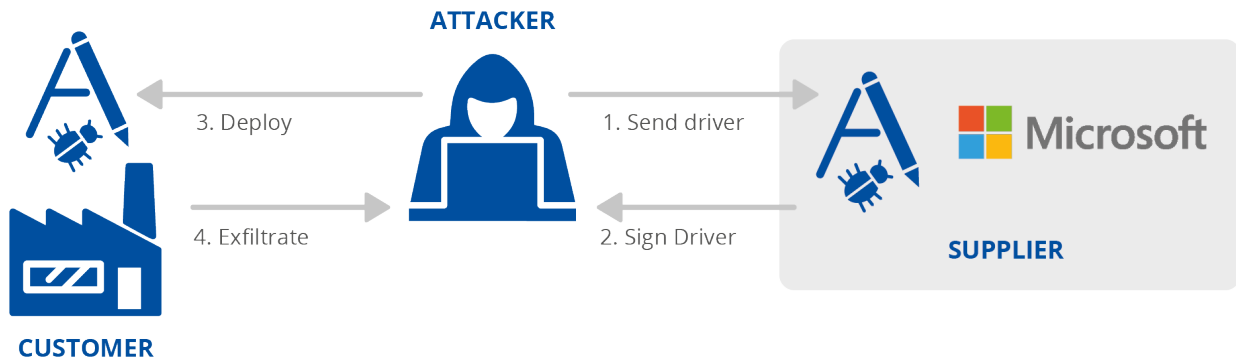 ATTACKER
3. Deploy
1. Send driver
Microsoft
4. Exfiltrate
2. Sign Driver
SUPPLIER
CUSTOMER